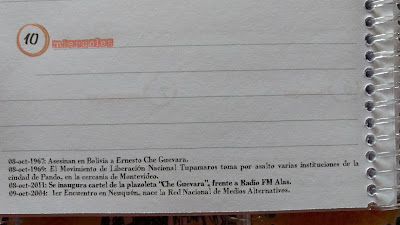 10 miercoles
08-oct-1967: Asesinan en Bolivia a Ernesto Che Guevara.
08-oct-1969: El Movimiento de Liberación Nacional Tupamaros toma por asalto varias instituciones de la
ciudad de Pando, en la cercanía de Montevideo.
08-oct-2011: Se inaugura cartel de la plazoleta "Che Guevara", frente a Radio FM Alas.
09-oct-2004: 1er Encuentro en Neuquén, nace la Red Nacional de Medios Alternativos.